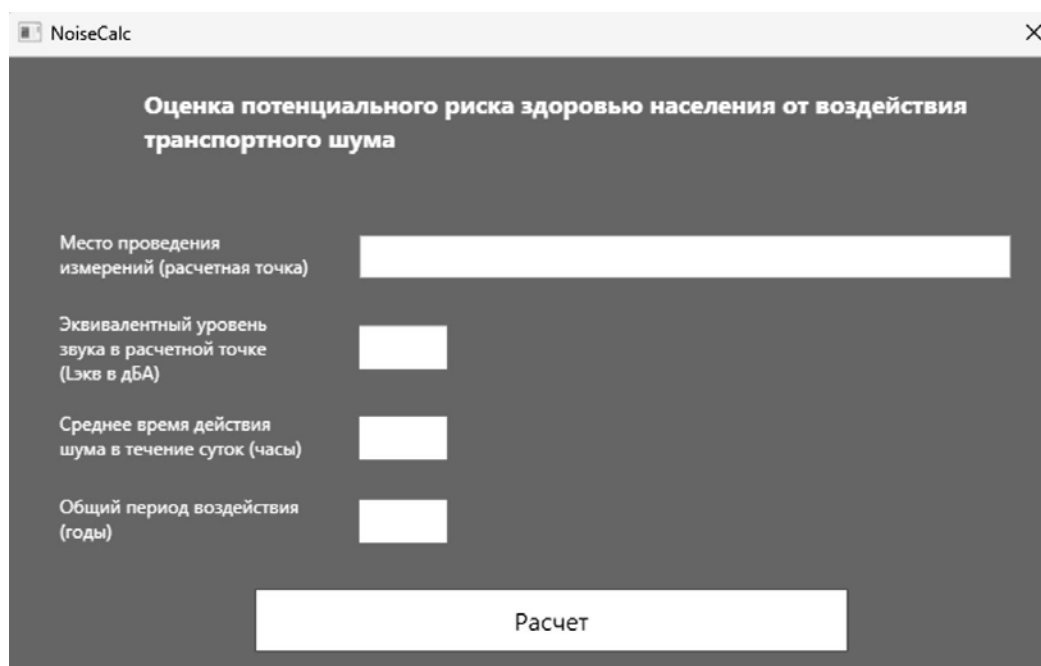 NoiseCalc
Оценка потенциального риска здоровью населения от воздействия
транспортного шума
Место проведения
измерений (расчетная точка)
Эквивалентный уровень
звука в расчетной точке
(Lэкв в дБА)
Среднее время действия
шума в течение суток (часы)
Общий период воздействия
(годы)
Расчет